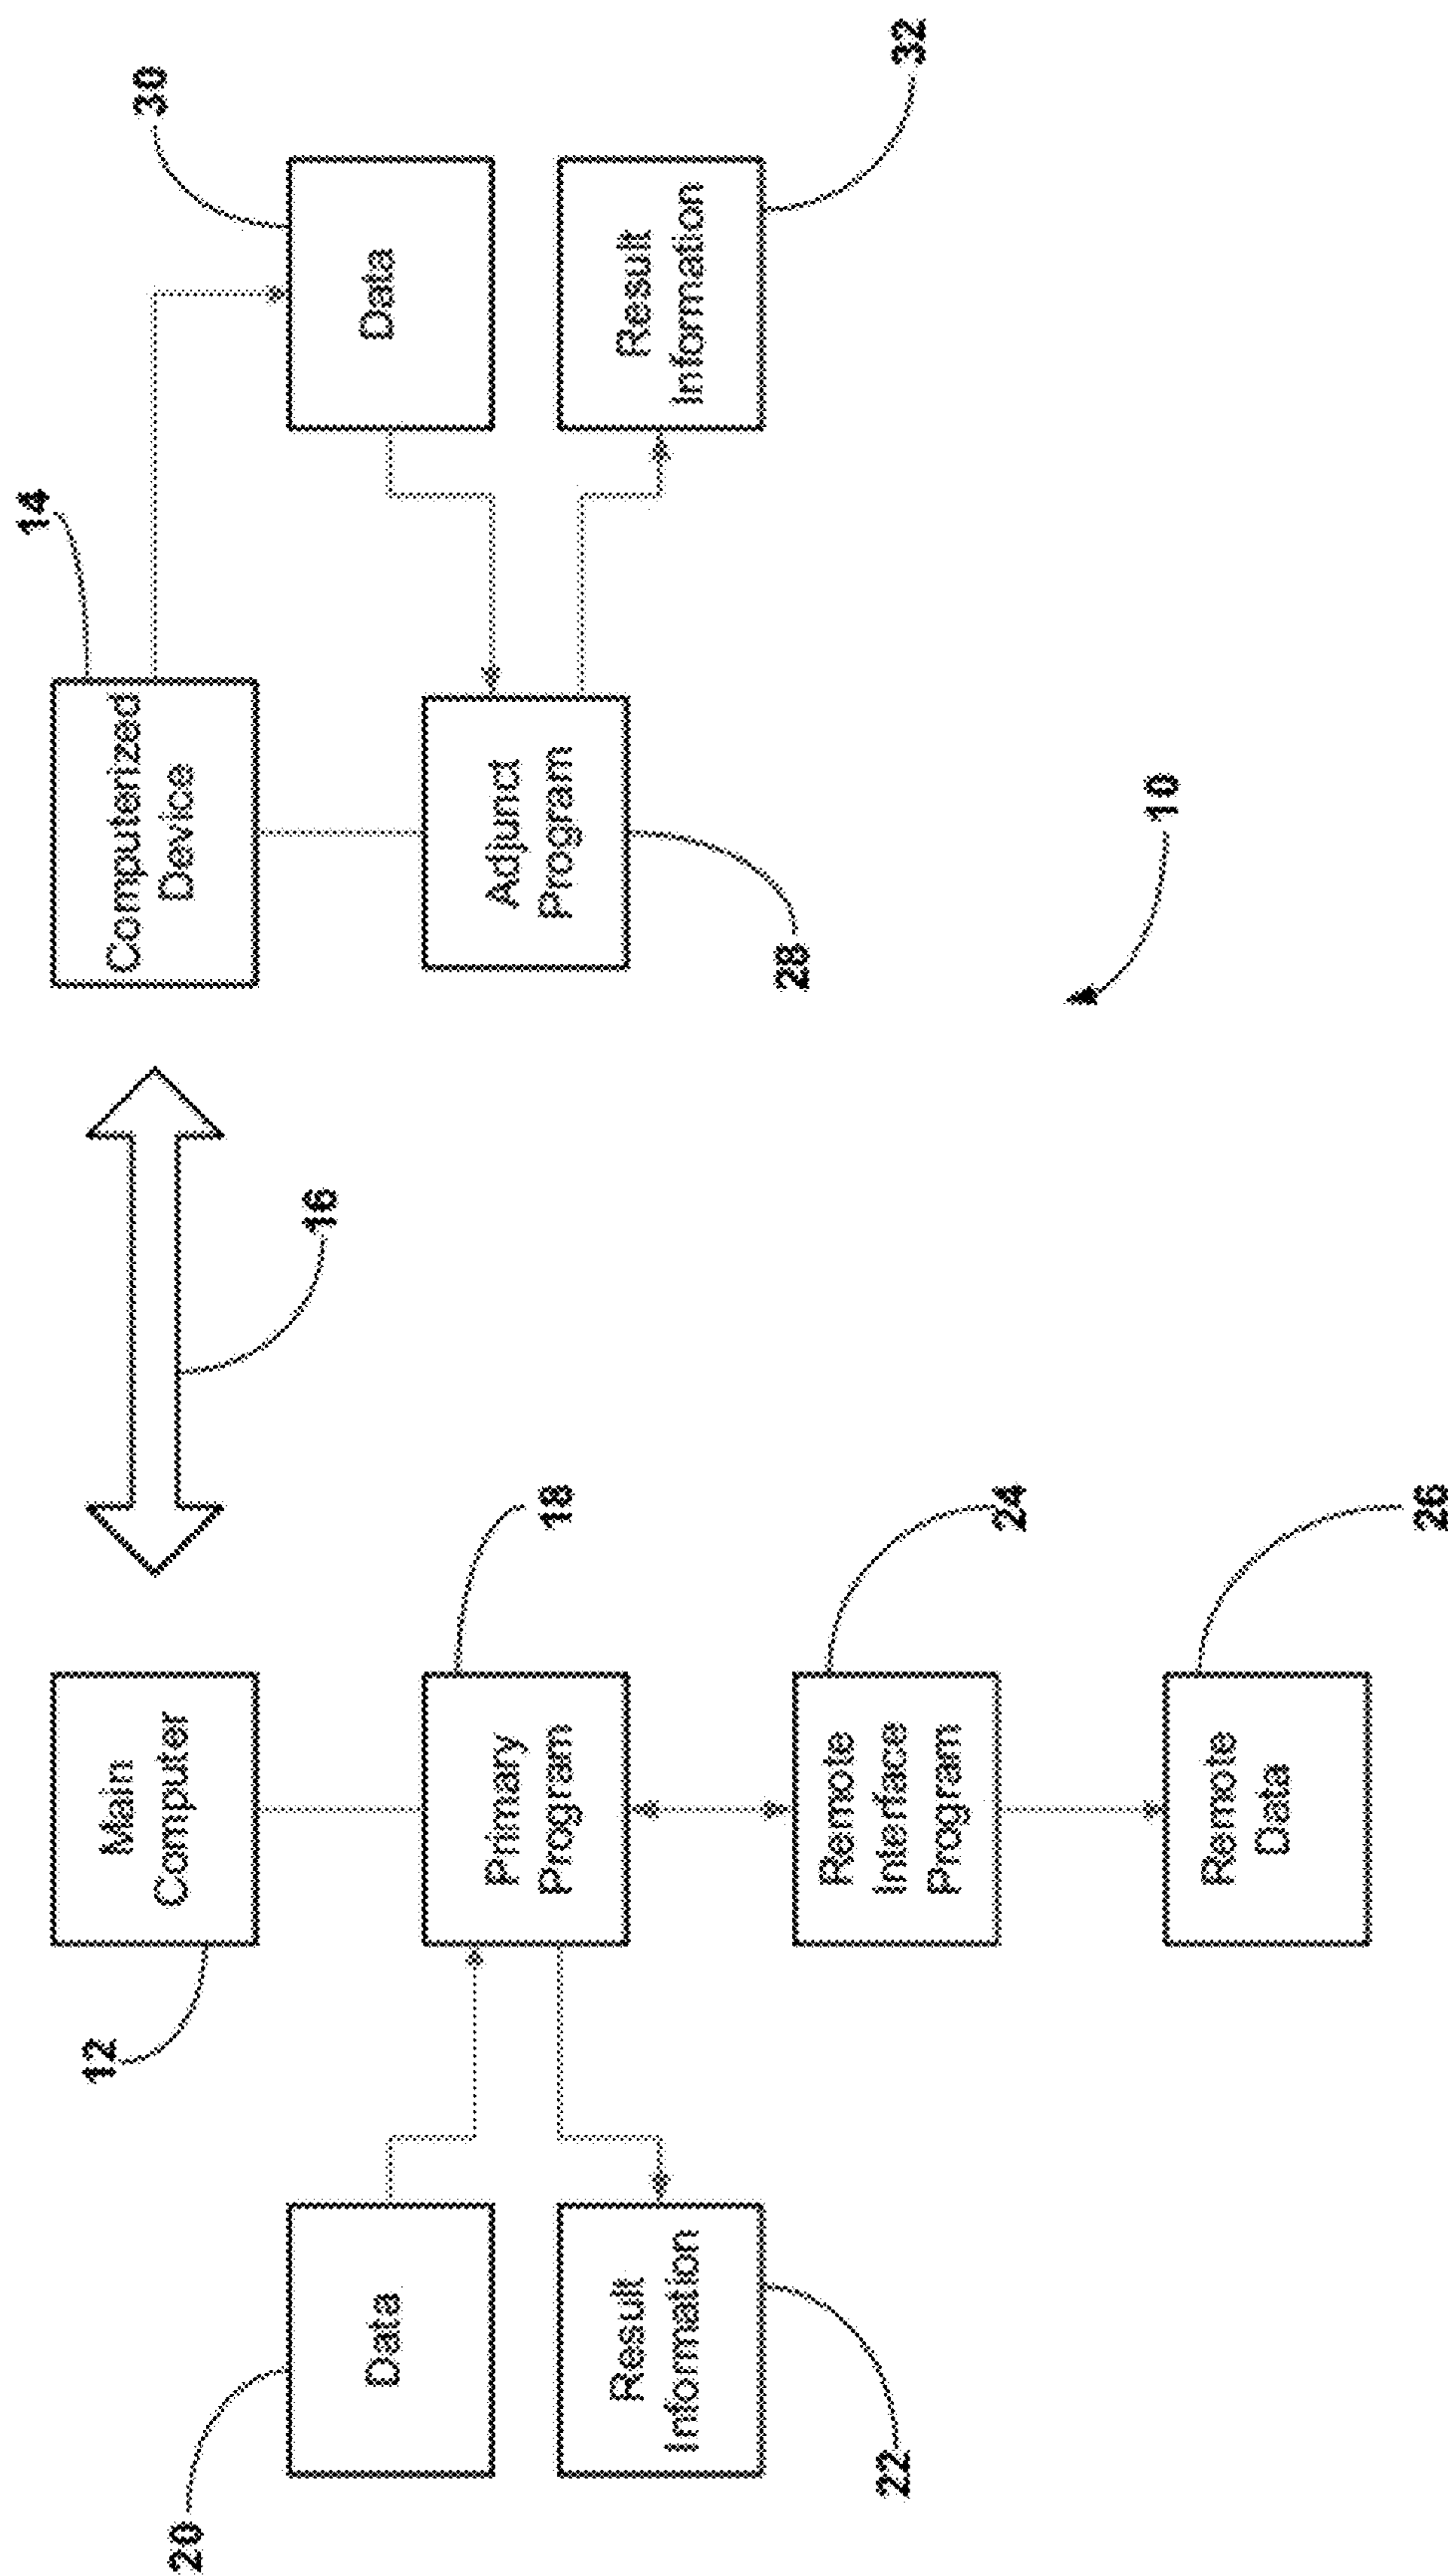 12
Main
Computer
16
14
Computerized
Device
30
20
Data
Data
18
Primary
Program
Adjunct
Program
22
Result
Information
28
Result
Information
32
24
Remote
Interface
Program
10
26
Remote
Data